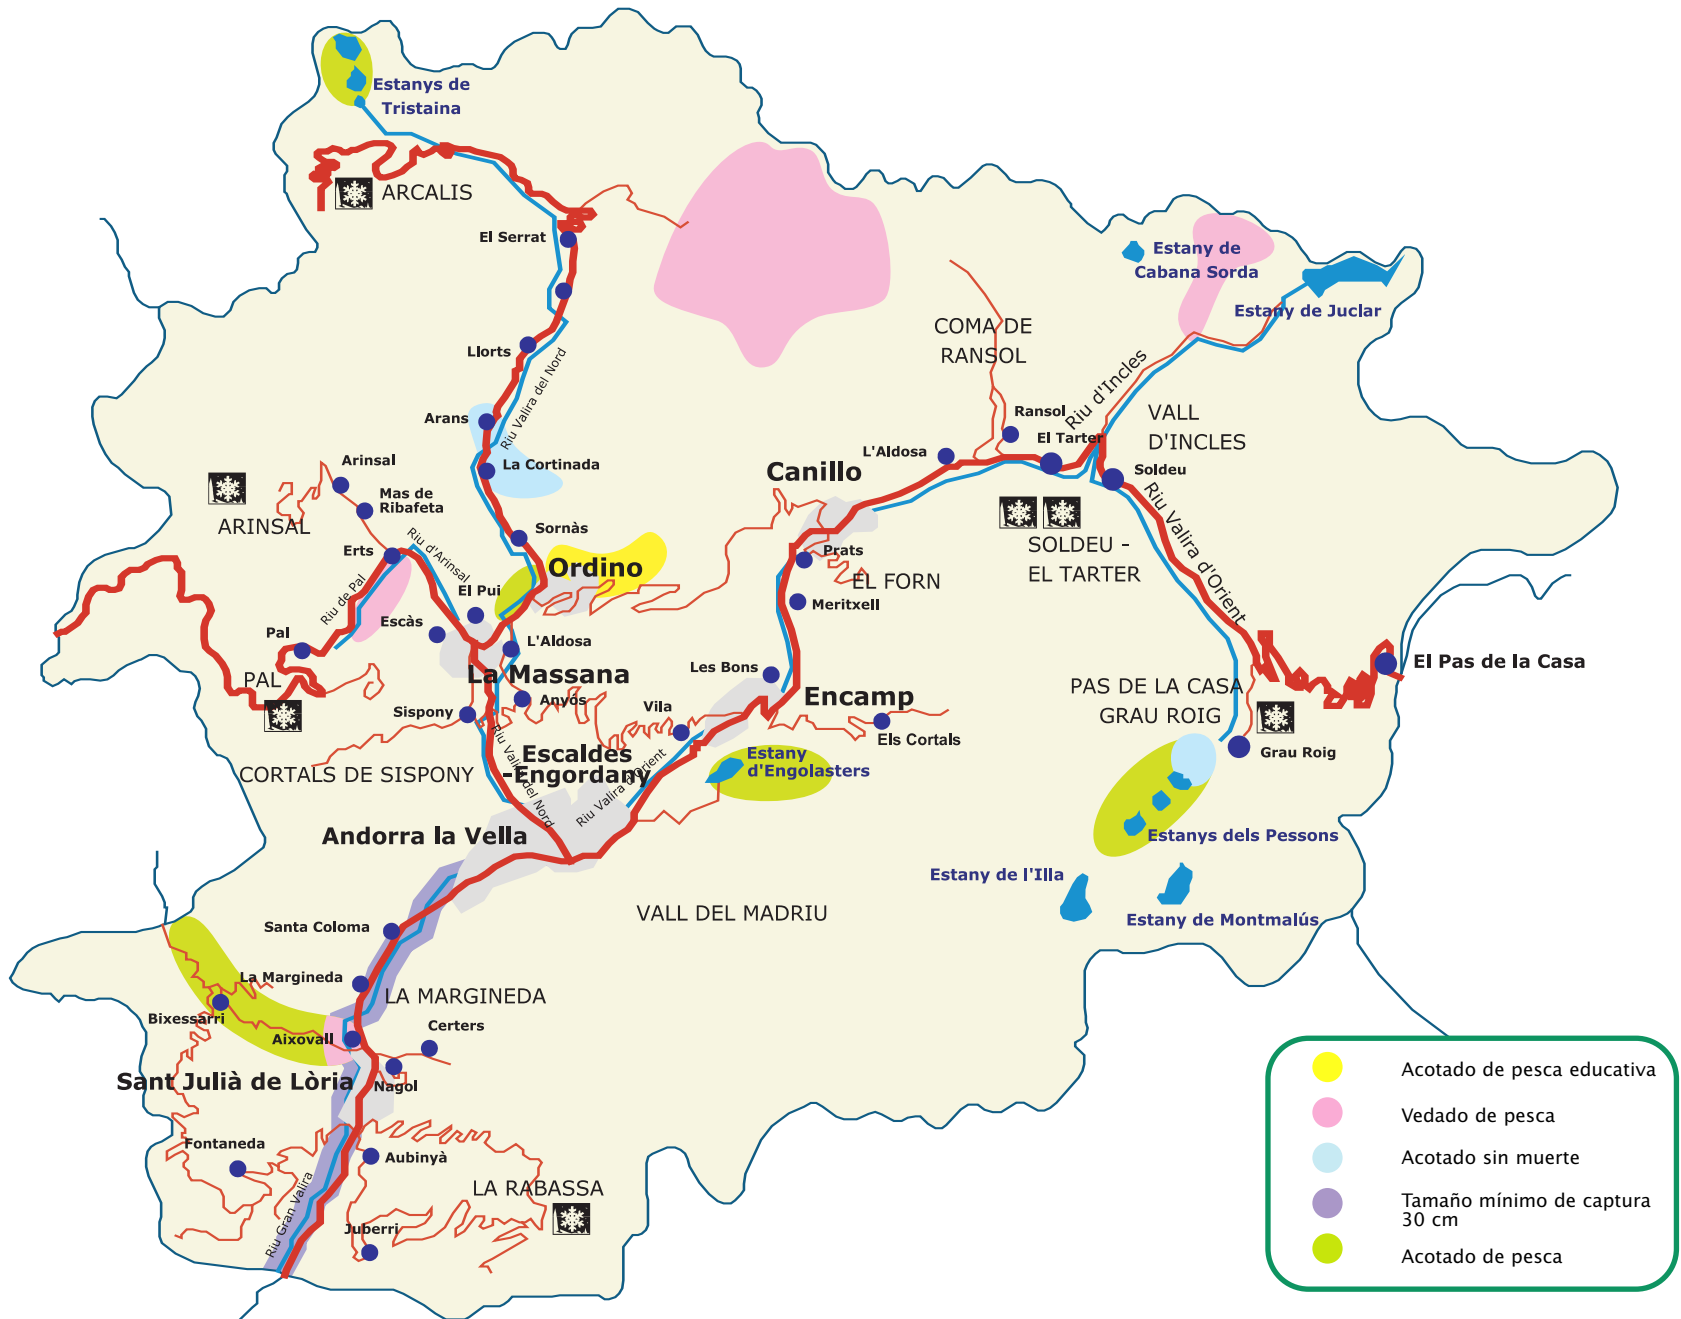 Estanys de
Tristaina
ARCALIS
El Serrat
Estany de
Cabana Sorda
Estany de Juclar
Llorts
Riu Valira del Nord
COMA DE
RANSOL
Riu d'Incles
Arans
Ransol
VALL
D'INCLES
El Tarter
L'Aldosa
La Cortinada
Canillo
Soldeu
Arinsal
Mas de
Ribafeta
ARINSAL
Sornàs
Riu Valira d'Orient
SOLDEU -
EL TARTER
Erts
Riu d'Arinsal
Ordino
Prats
EL FORN
Riu de Pal
El Pui
Meritxell
Escàs
Pal
L'Aldosa
PAL
La Massana
Les Bons
Encamp
El Pas de la Casa
PAS DE LA CASA
GRAU ROIG
Anyós
Sispony
Vila
Els Cortals
Grau Roig
Riu Valira del Nord
Escaldes
-Engordany
Riu Valira d'Orient
Estany
d'Engolasters
CORTALS DE SISPONY
Andorra la Vella
Estanys dels Pessons
Estany de l'Illa
Estany de Montmalús
VALL DEL MADRIU
Santa Coloma
La Margineda
LA MARGINEDA
Bixessarri
Aixovall
Certers
Sant Julià de Lòria
Nagol
Fontaneda
Aubinyà
LA RABASSA
Riu Gran Valira
Juberri
Acotado de pesca educativa
Vedado de pesca
Acotado sin muerte
Tamaño mínimo de captura
30 cm
Acotado de pesca